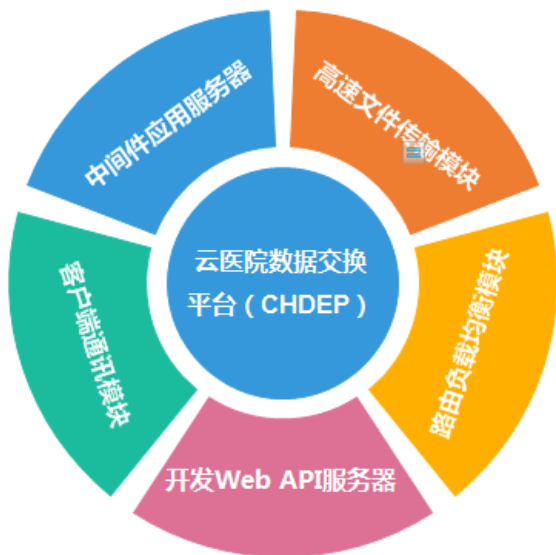 中间件应用服务器
高速文件传输模块
云医院数据交换
平台（CHDEP）
客户端通讯模块
路由负载均衡模块
开发Web API服务器